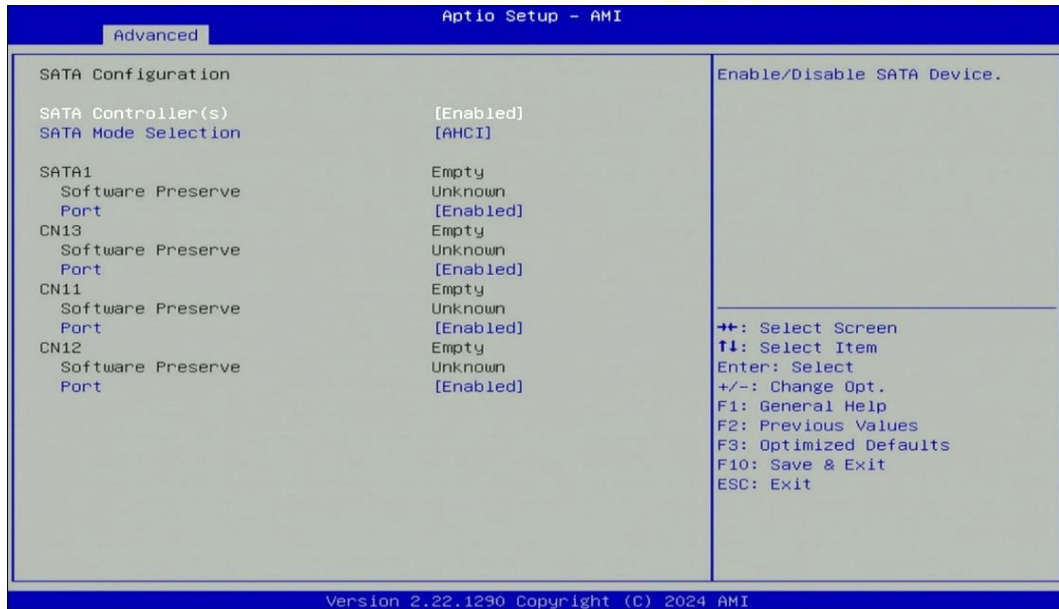 Aptio Setup – AMI
Advanced
SATA Configuration
SATA Controller(s) [Enabled]
SATA Mode Selection [AHCI]
SATA1 Empty
Software Preserve Unknown
Port [Enabled]
CN13 Empty
Software Preserve Unknown
Port [Enabled]
CN11 Empty
Software Preserve Unknown
Port [Enabled]
CN12 Empty
Software Preserve Unknown
Port [Enabled]
Enable/Disable SATA Device.
→←: Select Screen
↑↓: Select Item
Enter: Select
+/-: Change Opt.
F1: General Help
F2: Previous Values
F3: Optimized Defaults
F10: Save & Exit
ESC: Exit
Version 2.22.1290 Copyright (C) 2024 AMI